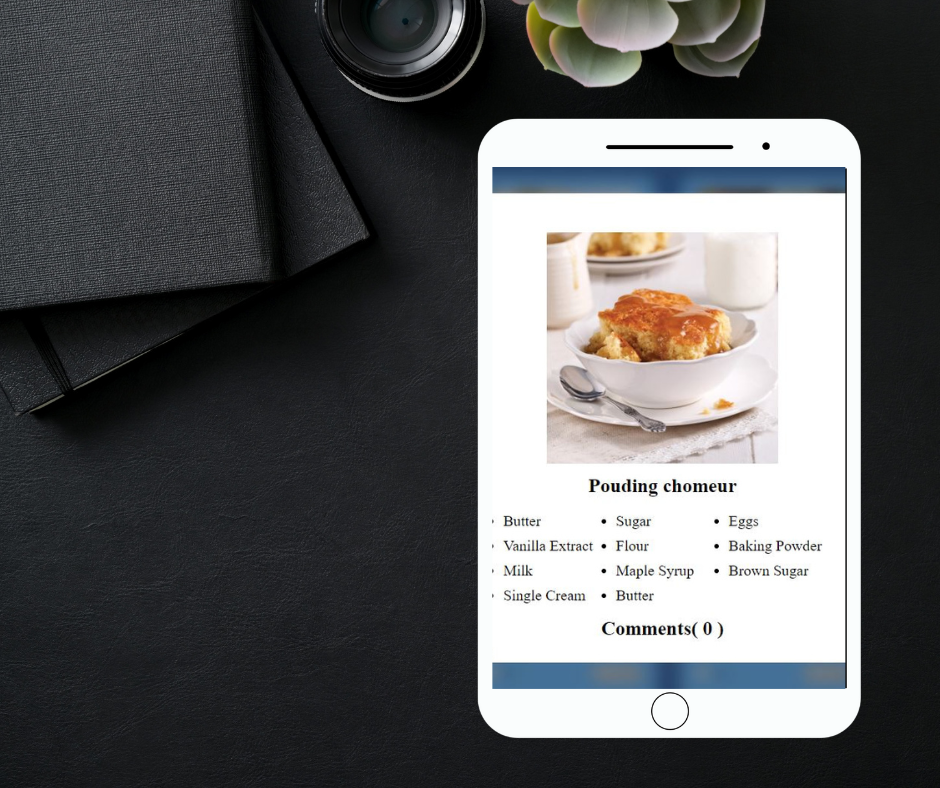 Pouding chomeur
Butter Sugar Eggs
Vanilla Extract Flour Baking Powder
Milk Maple Syrup Brown Sugar
Single Cream Butter
Comments( 0 )